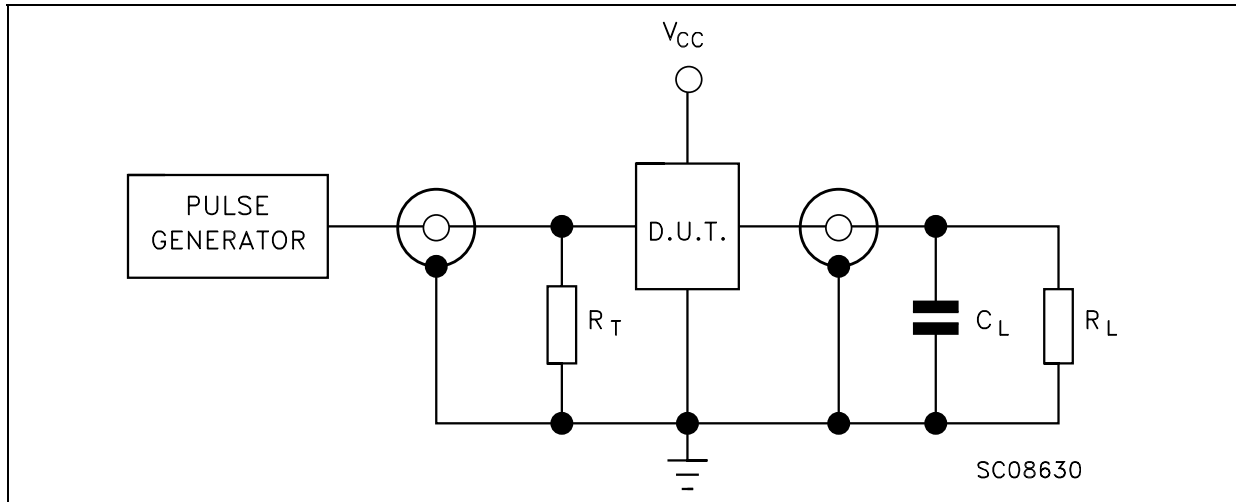 VCC
PULSE
GENERATOR
D.U.T.
RT
CL
RL
SC08630